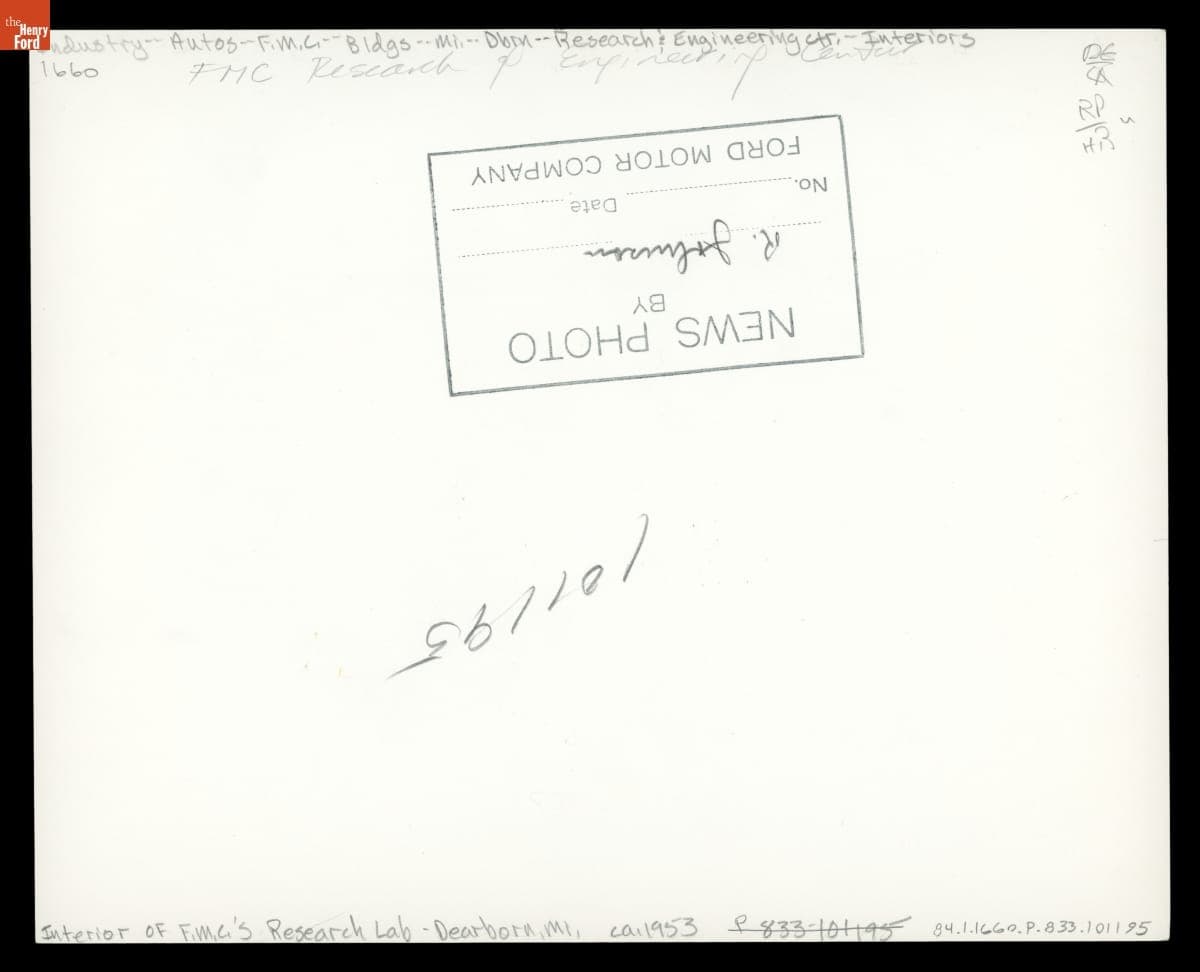 the
Henry
Ford
Industry--Autos--F.M.C.--Bldgs--Mi.--Dbrn--Research & Engineering Ctr.--Interiors
1660
FMC Research & Engineering Center
NEWS PHOTO
BY
R. Johnson
No. Date
FORD MOTOR COMPANY
101195
Interior of F.M.C.'s Research Lab - Dearborn, MI, ca. 1953 P 833-101195 84.1.1660.P.833.101195